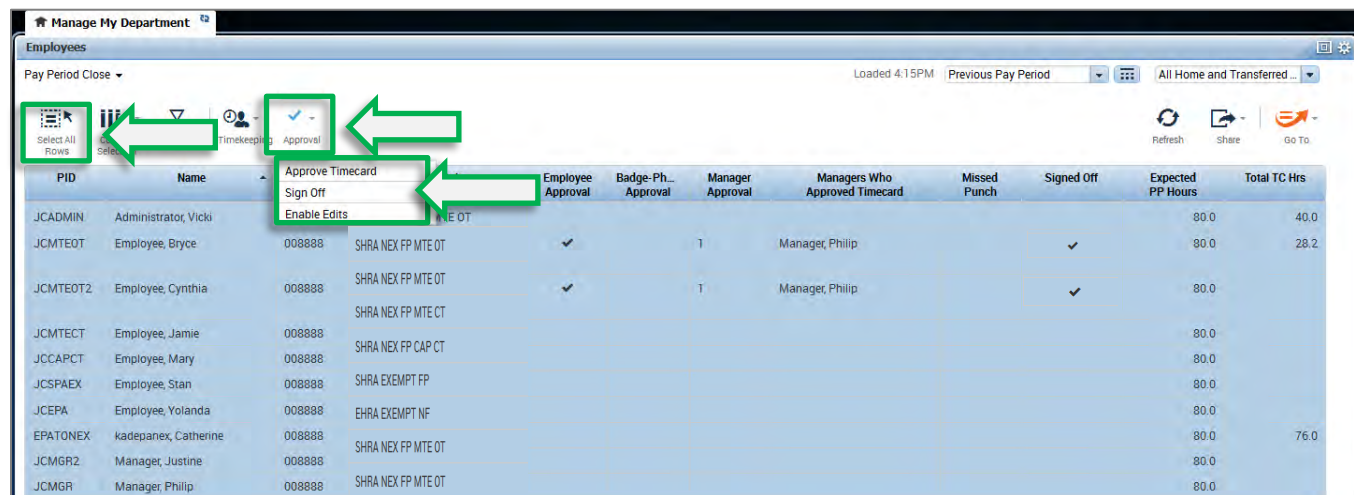 Manage My Department
Employees
Pay Period Close
Loaded 4:15PM Previous Pay Period All Home and Transferred ...
Select All Rows Timekeeping Approval Refresh Share Go To
Approve Timecard
Sign Off
Enable Edits
PID Name Employee Approval Badge-Ph... Approval Manager Approval Managers Who Approved Timecard Missed Punch Signed Off Expected PP Hours Total TC Hrs
JCADMIN Administrator, Vicki OT 80.0 40.0
JCMTEOT Employee, Bryce 008888 SHRA NEX FP MTE OT 1 Manager, Philip 80.0 28.2
JCMTEOT2 Employee, Cynthia 008888 SHRA NEX FP MTE OT 1 Manager, Philip 80.0
SHRA NEX FP MTE CT
JCMTECT Employee, Jamie 008888 80.0
SHRA NEX FP CAP CT
JCCAPCT Employee, Mary 008888 80.0
JCSPAEX Employee, Stan 008888 SHRA EXEMPT FP 80.0
JCEPA Employee, Yolanda 008888 EHRA EXEMPT NF 80.0
EPATONEX kadepanex, Catherine 008888 80.0 76.0
SHRA NEX FP MTE OT
JCMGR2 Manager, Justine 008888 80.0
JCMGR Manager, Philip 008888 SHRA NEX FP MTE OT 80.0